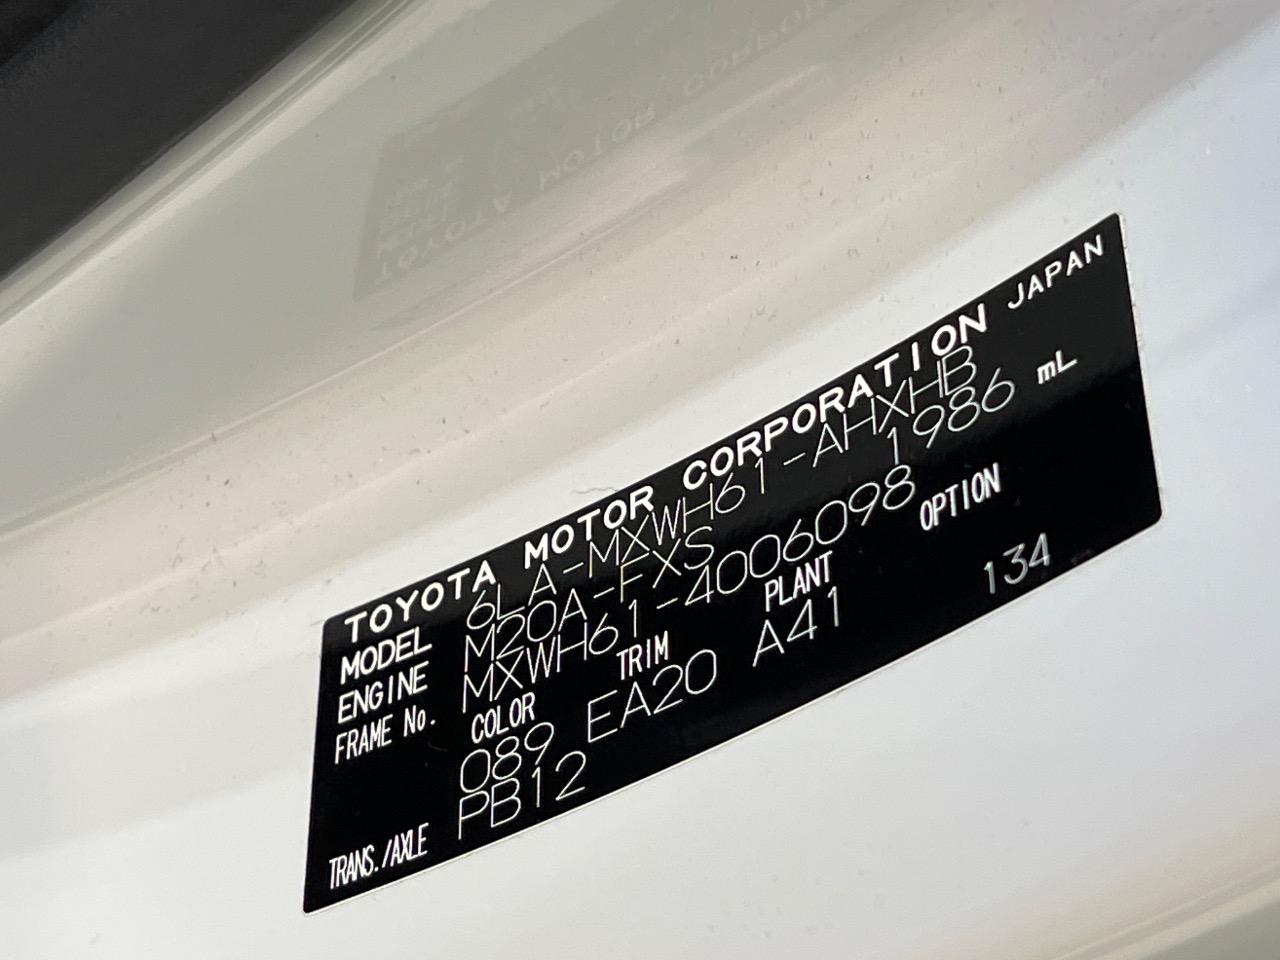 TOYOTA MOTOR CORPORATION JAPAN
MODEL 6LA-MXWH61-AHXHB
ENGINE M20A-FXS 1986 mL
FRAME No. MXWH61-4006098
COLOR TRIM PLANT OPTION
089 EA20 A41 134
TRANS./AXLE PB12